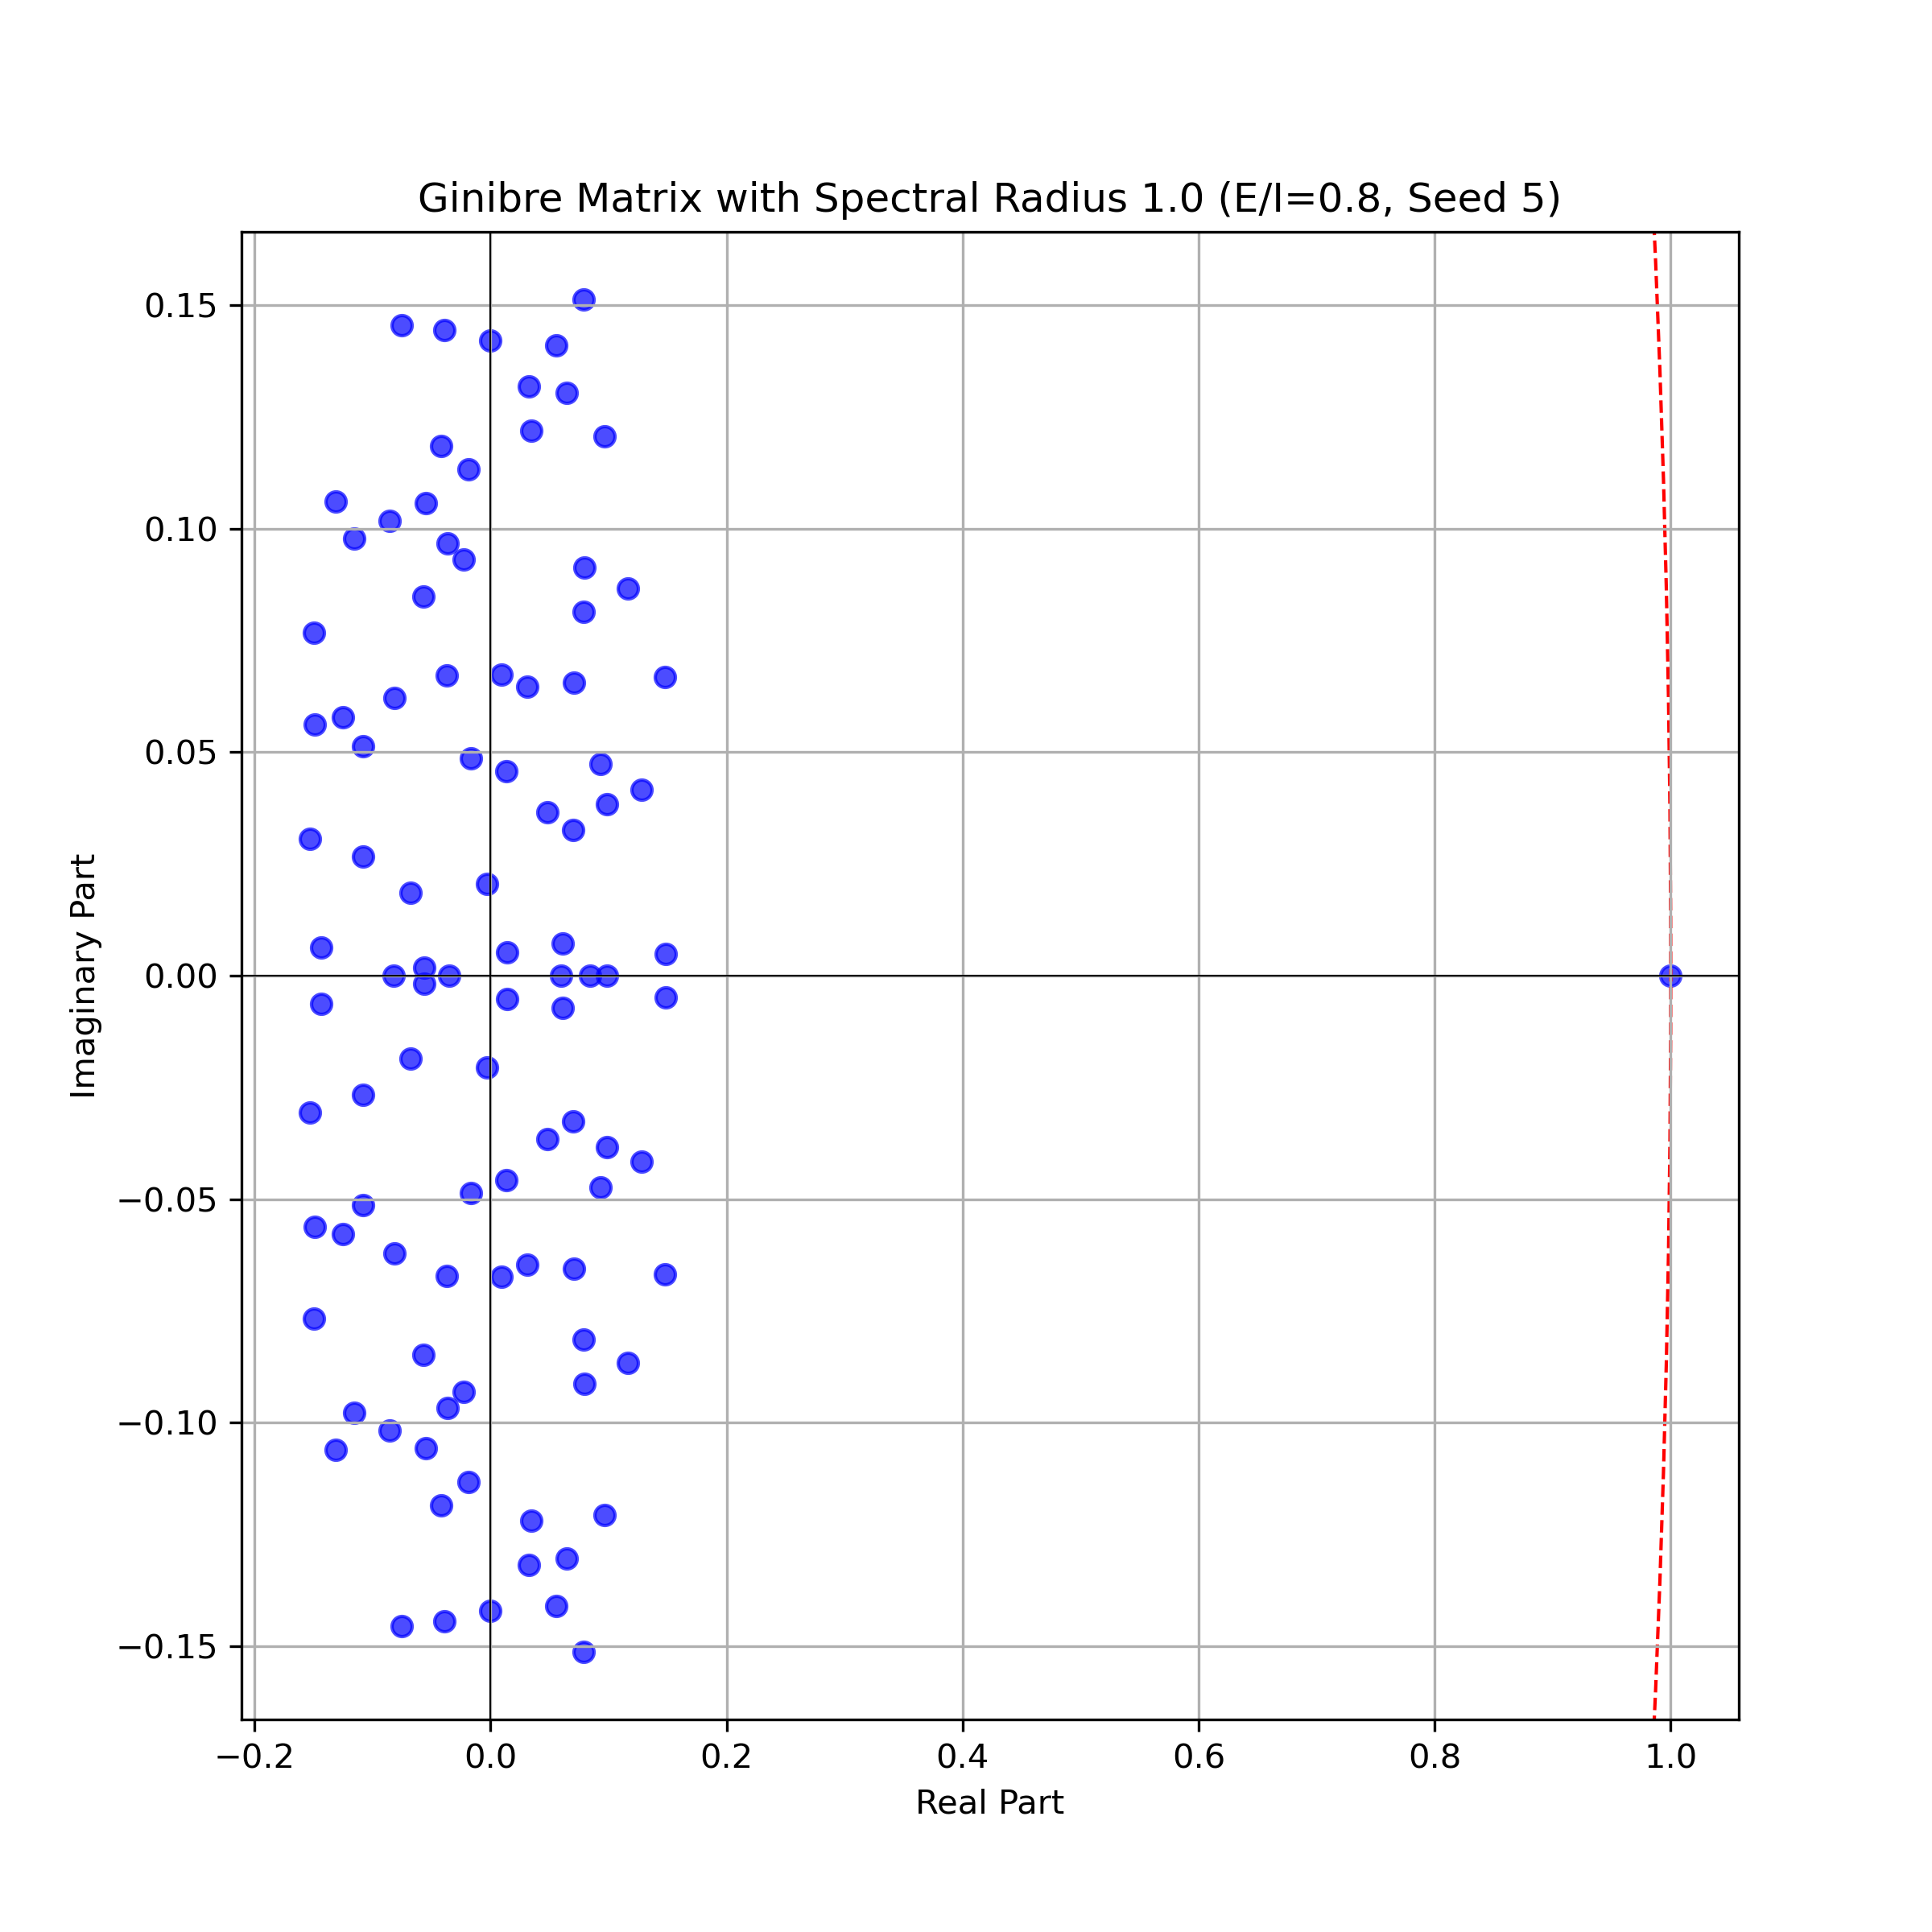 Ginibre Matrix with Spectral Radius 1.0 (E/I=0.8, Seed 5)
0.15
0.10
0.05
0.00
−0.05
−0.10
−0.15
Imaginary Part
−0.2 0.0 0.2 0.4 0.6 0.8 1.0
Real Part